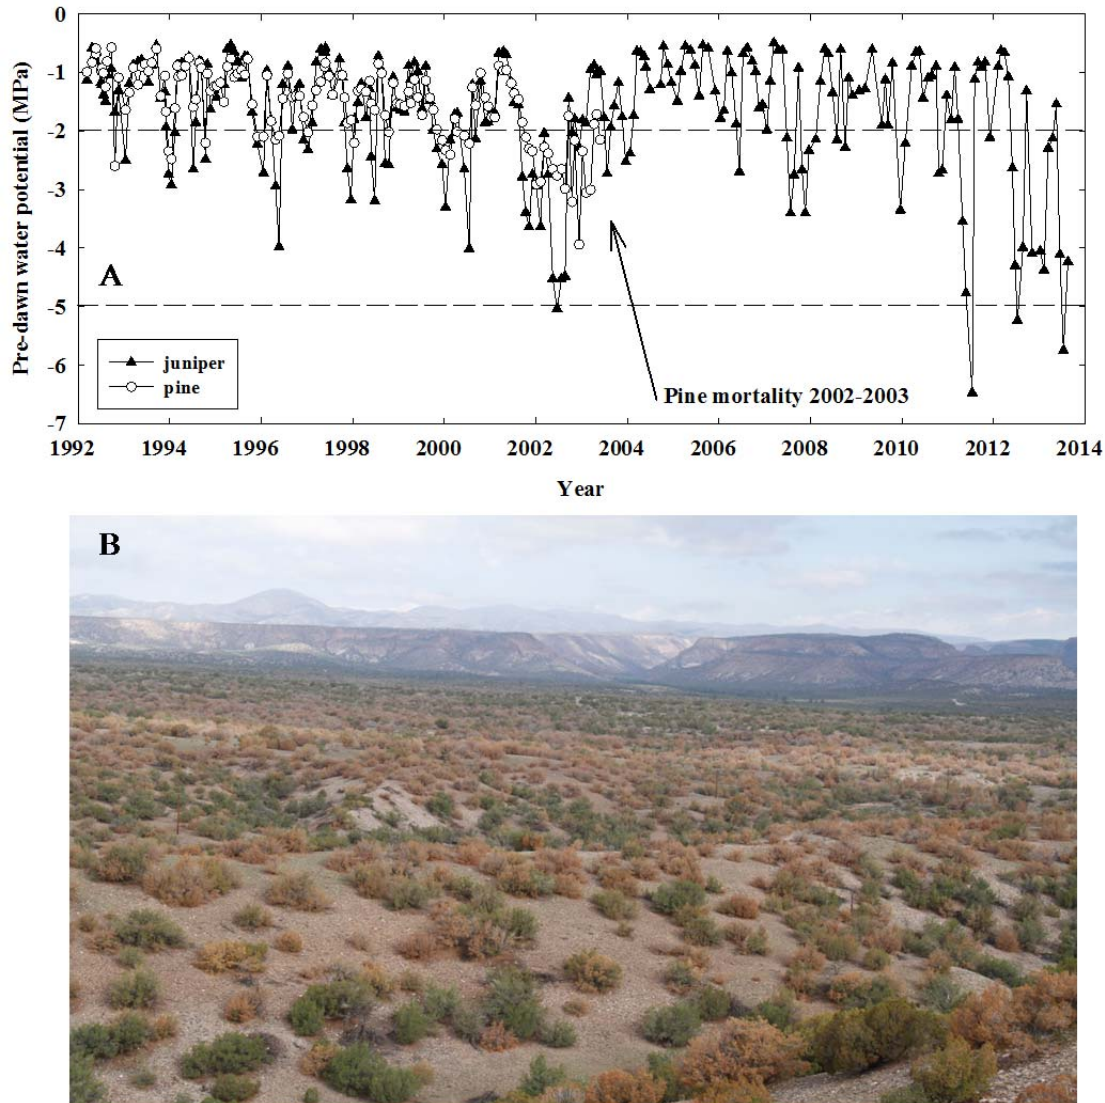 0
-1
-2
-3
-4
-5
-6
-7
Pre-dawn water potential (MPa)
A
juniper
pine
Pine mortality 2002-2003
1992 1994 1996 1998 2000 2002 2004 2006 2008 2010 2012 2014
Year
B